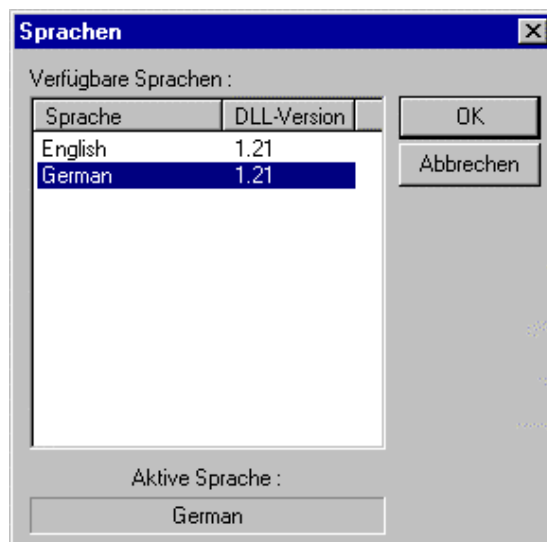 Sprachen
Verfügbare Sprachen :
Sprache DLL-Version
English 1.21
German 1.21
OK
Abbrechen
Aktive Sprache :
German